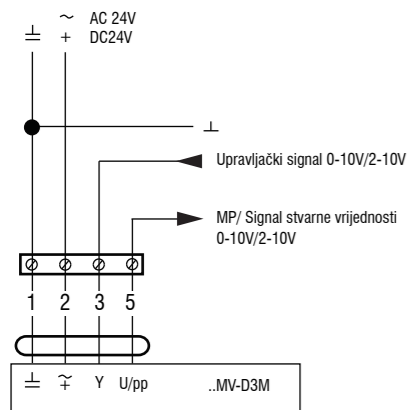 ~ AC 24V
⊥ + DC24V
⊥
Upravljački signal 0-10V/2-10V
MP/ Signal stvarne vrijednosti
0-10V/2-10V
1 2 3 5
⊥ ~+ Y U/pp ..MV-D3M